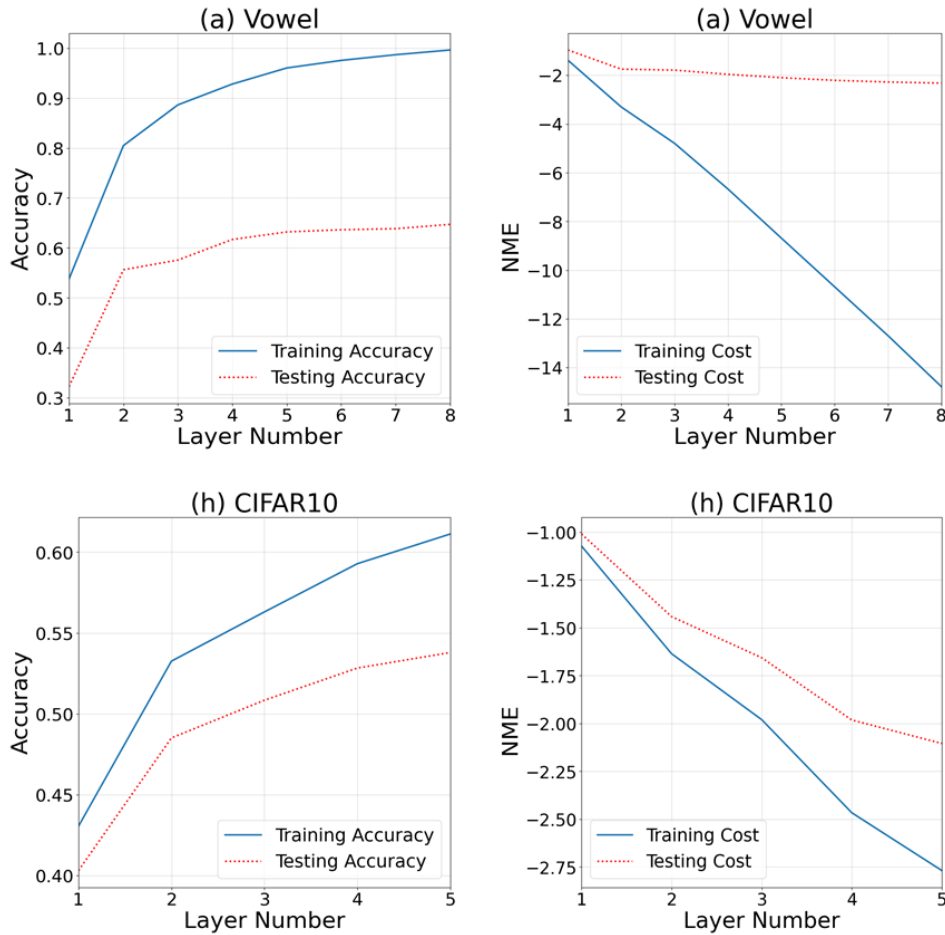 (a) Vowel
Accuracy
1.0
0.9
0.8
0.7
0.6
0.5
0.4
0.3
Training Accuracy
Testing Accuracy
1 2 3 4 5 6 7 8
Layer Number
(a) Vowel
NME
−2
−4
−6
−8
−10
−12
−14
Training Cost
Testing Cost
1 2 3 4 5 6 7 8
Layer Number
(h) CIFAR10
Accuracy
0.60
0.55
0.50
0.45
0.40
Training Accuracy
Testing Accuracy
1 2 3 4 5
Layer Number
(h) CIFAR10
NME
−1.00
−1.25
−1.50
−1.75
−2.00
−2.25
−2.50
−2.75
Training Cost
Testing Cost
1 2 3 4 5
Layer Number